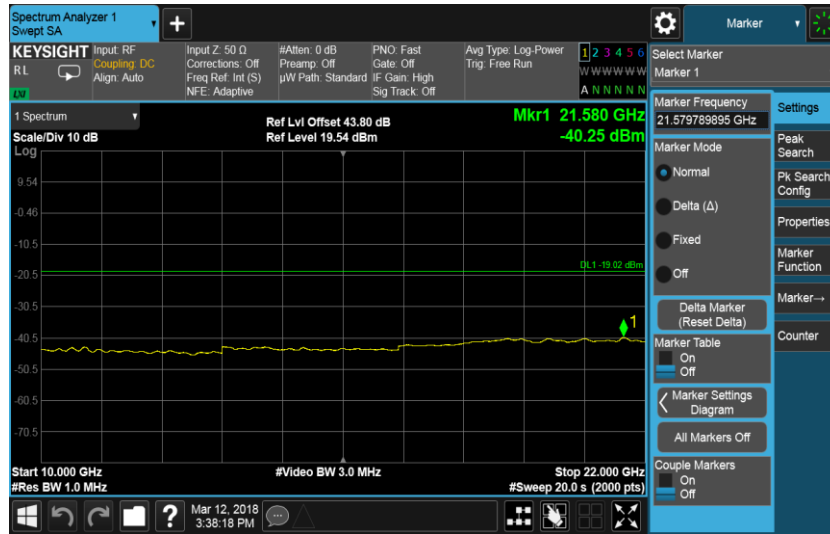 Spectrum Analyzer 1
Swept SA
Marker
KEYSIGHT
RL
LXI
Input: RF
Coupling: DC
Align: Auto
Input Z: 50 Ω
Corrections: Off
Freq Ref: Int (S)
NFE: Adaptive
#Atten: 0 dB
Preamp: Off
µW Path: Standard
PNO: Fast
Gate: Off
IF Gain: High
Sig Track: Off
Avg Type: Log-Power
Trig: Free Run
1 2 3 4 5 6
W W W W W W
A N N N N N
1 Spectrum
Scale/Div 10 dB
Log
Ref Lvl Offset 43.80 dB
Ref Level 19.54 dBm
Mkr1 21.580 GHz
-40.25 dBm
9.54
-0.46
-10.5
-20.5
-30.5
-40.5
-50.5
-60.5
-70.5
DL1 -19.02 dBm
1
Start 10.000 GHz
#Res BW 1.0 MHz
#Video BW 3.0 MHz
Stop 22.000 GHz
#Sweep 20.0 s (2000 pts)
Select Marker
Marker 1
Marker Frequency
21.579789895 GHz
Marker Mode
Normal
Delta (Δ)
Fixed
Off
Delta Marker
(Reset Delta)
Marker Table
On
Off
Marker Settings
Diagram
All Markers Off
Couple Markers
On
Off
Settings
Peak
Search
Pk Search
Config
Properties
Marker
Function
Marker→
Counter
?
Mar 12, 2018
3:38:18 PM